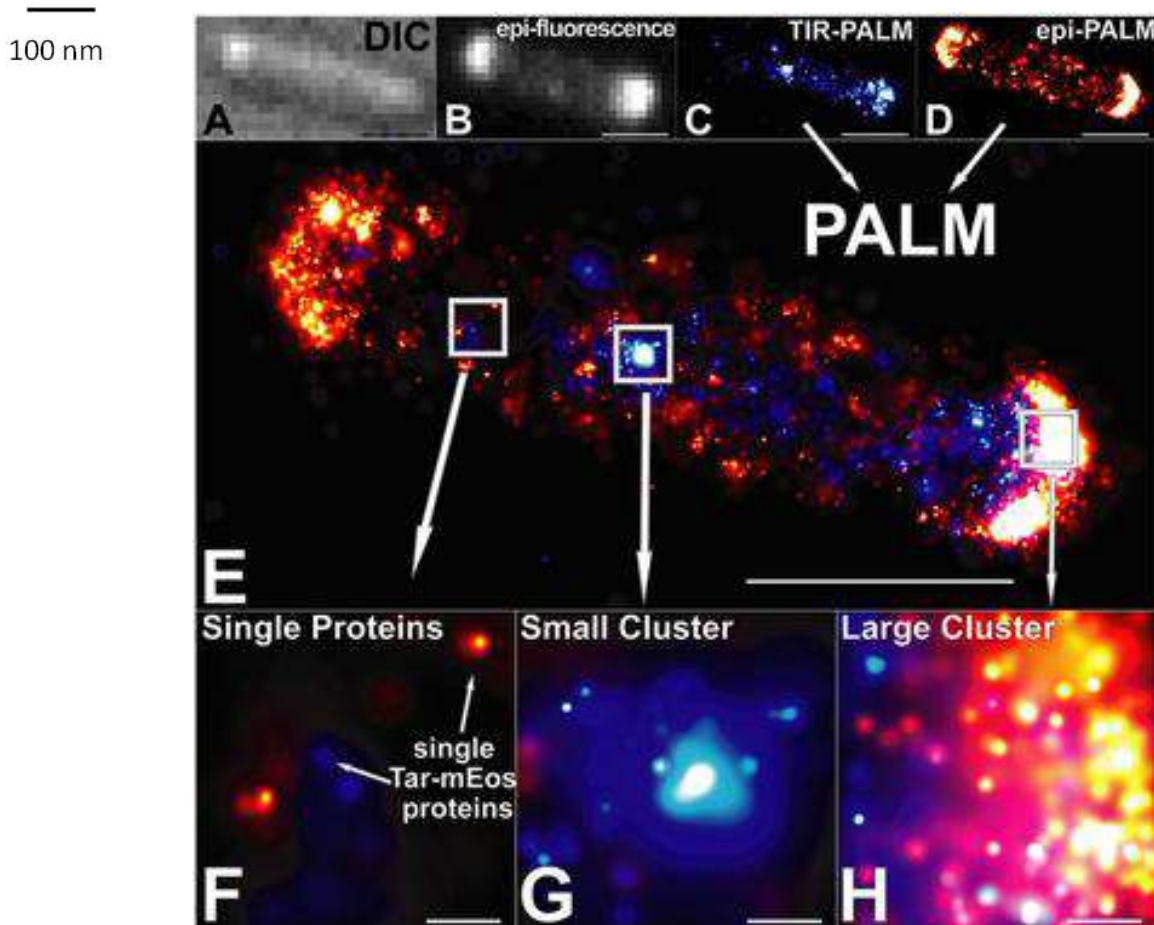 100 nm
DIC
A
epi-fluorescence
B
TIR-PALM
C
epi-PALM
D
PALM
E
Single Proteins
single
Tar-mEos
proteins
F
Small Cluster
G
Large Cluster
H